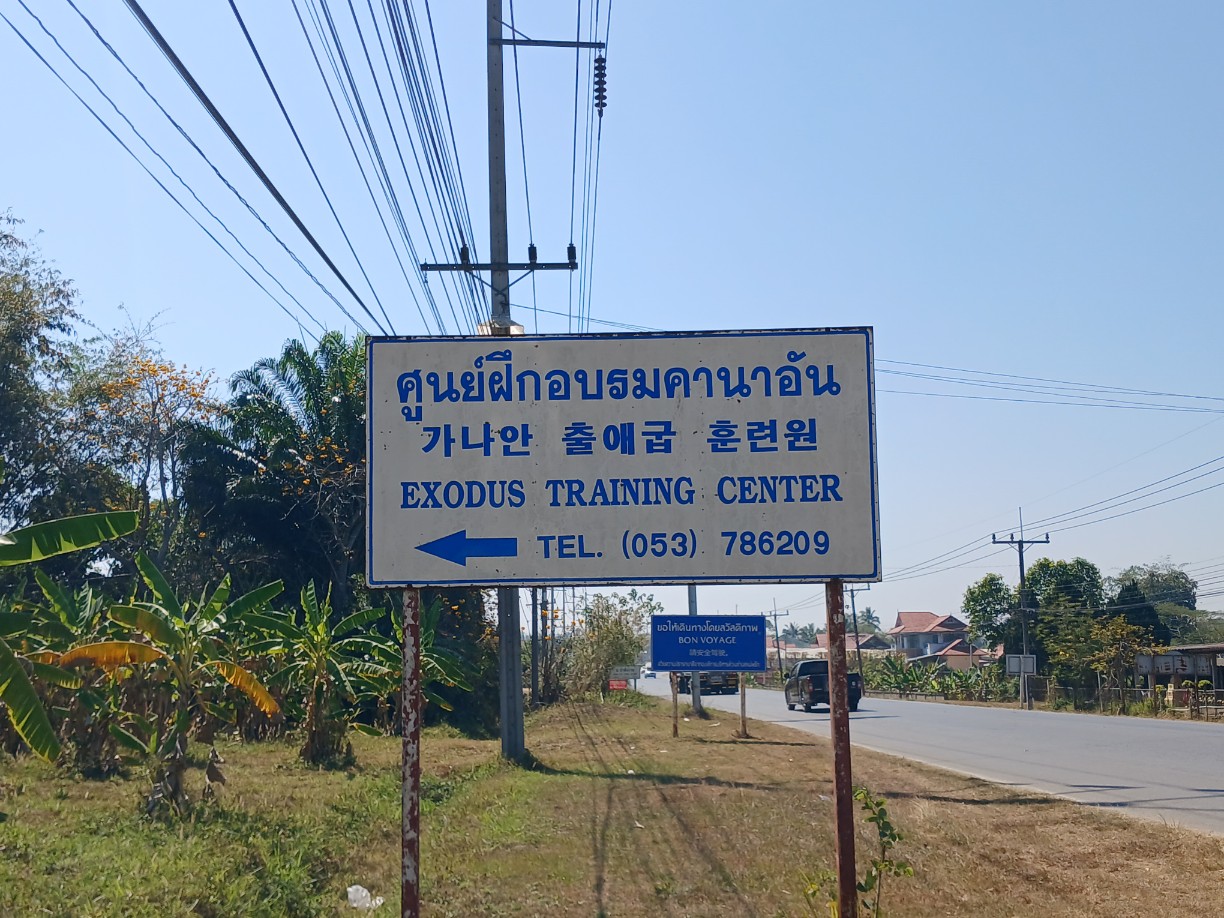 ศูนย์ฝึกอบรมคานาอัน
가나안 출애굽 훈련원
EXODUS TRAINING CENTER
TEL. (053) 786209
ขอให้เดินทางโดยสวัสดิภาพ
BON VOYAGE